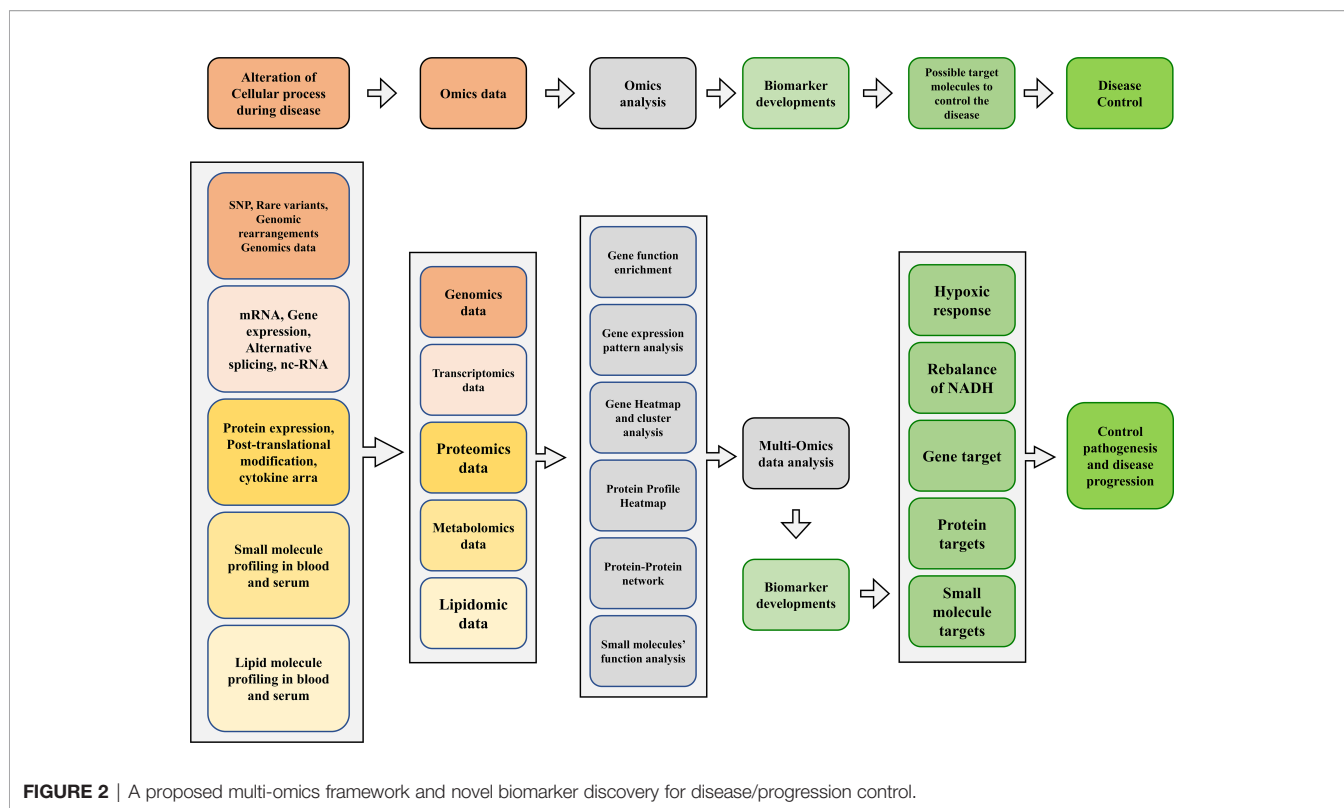 Alteration of
Cellular process
during disease
Omics data
Omics
analysis
Biomarker
developments
Possible target
molecules to
control the
disease
Disease
Control
SNP, Rare variants,
Genomic
rearrangements
Genomics data
mRNA, Gene
expression,
Alternative
splicing, nc-RNA
Protein expression,
Post-translational
modification,
cytokine arra
Small molecule
profiling in blood
and serum
Lipid molecule
profiling in blood
and serum
Genomics
data
Transcriptomics
data
Proteomics
data
Metabolomics
data
Lipidomic
data
Gene function
enrichment
Gene expression
pattern analysis
Gene Heatmap
and cluster
analysis
Protein Profile
Heatmap
Protein-Protein
network
Small molecules’
function analysis
Multi-Omics
data analysis
Biomarker
developments
Hypoxic
response
Rebalance
of NADH
Gene target
Protein
targets
Small
molecule
targets
Control
pathogenesis
and disease
progression
FIGURE 2 | A proposed multi-omics framework and novel biomarker discovery for disease/progression control.